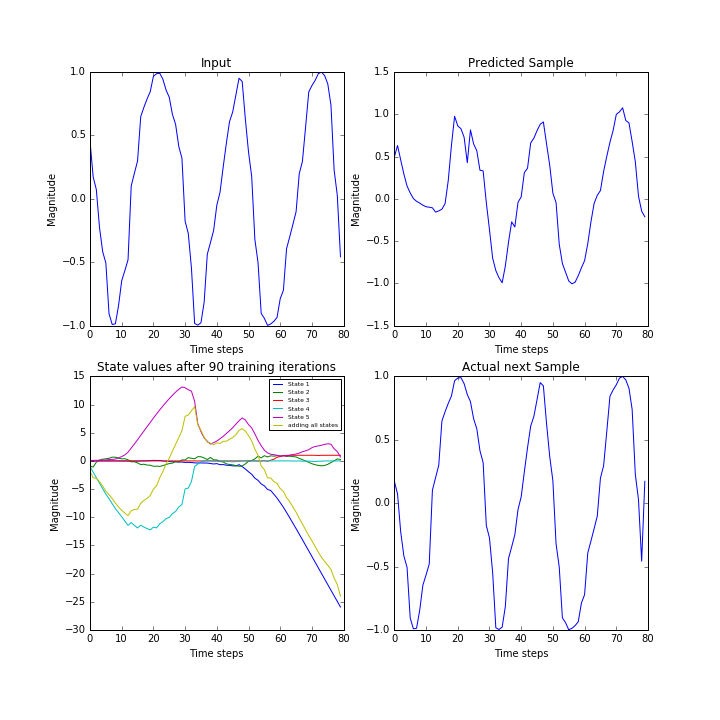 Input
1.0
0.5
0.0
−0.5
−1.0
0 10 20 30 40 50 60 70 80
Magnitude
Time steps
Predicted Sample
1.5
1.0
0.5
0.0
−0.5
−1.0
−1.5
0 10 20 30 40 50 60 70 80
Magnitude
Time steps
State values after 90 training iterations
15
10
5
0
−5
−10
−15
−20
−25
−30
0 10 20 30 40 50 60 70 80
Magnitude
Time steps
State 1
State 2
State 3
State 4
State 5
adding all states
Actual next Sample
1.0
0.5
0.0
−0.5
−1.0
0 10 20 30 40 50 60 70 80
Magnitude
Time steps